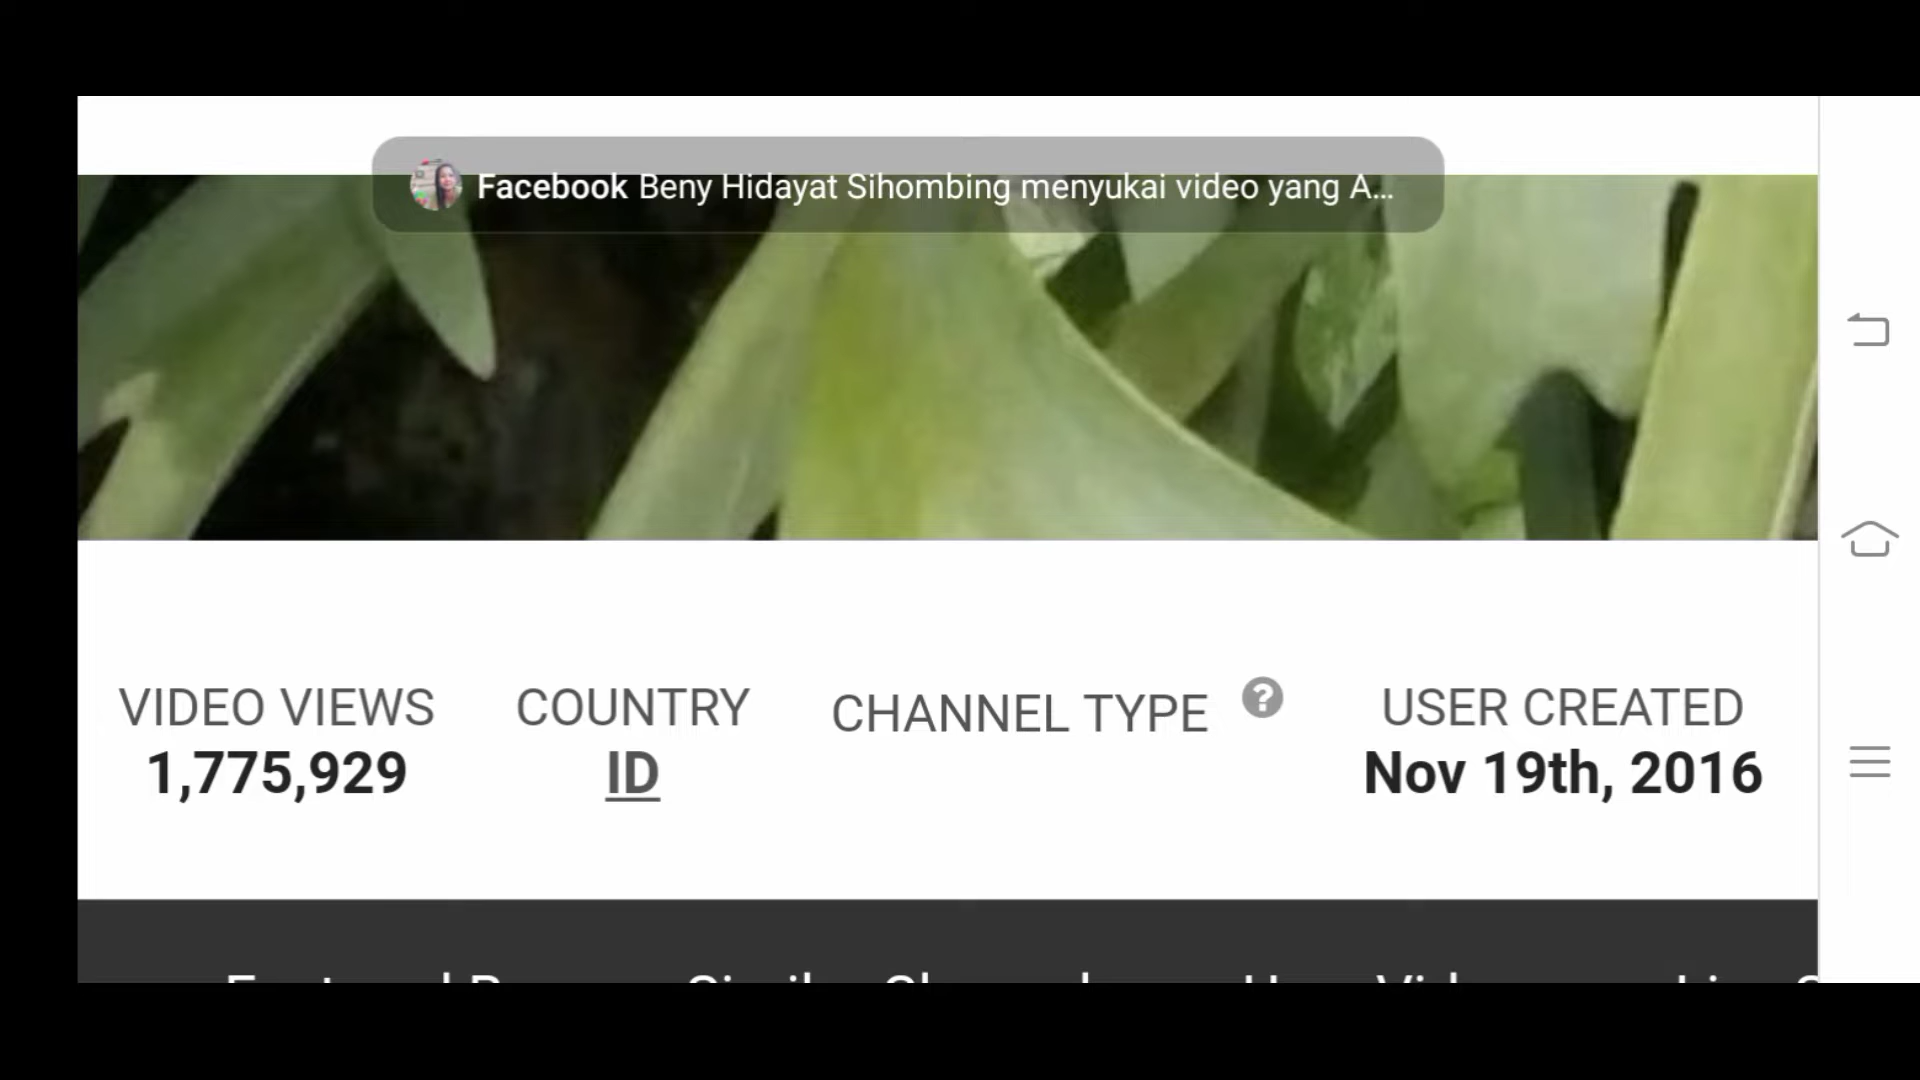 Facebook Beny Hidayat Sihombing menyukai video yang A...
VIDEO VIEWS
1,775,929
COUNTRY
ID
CHANNEL TYPE
?
USER CREATED
Nov 19th, 2016